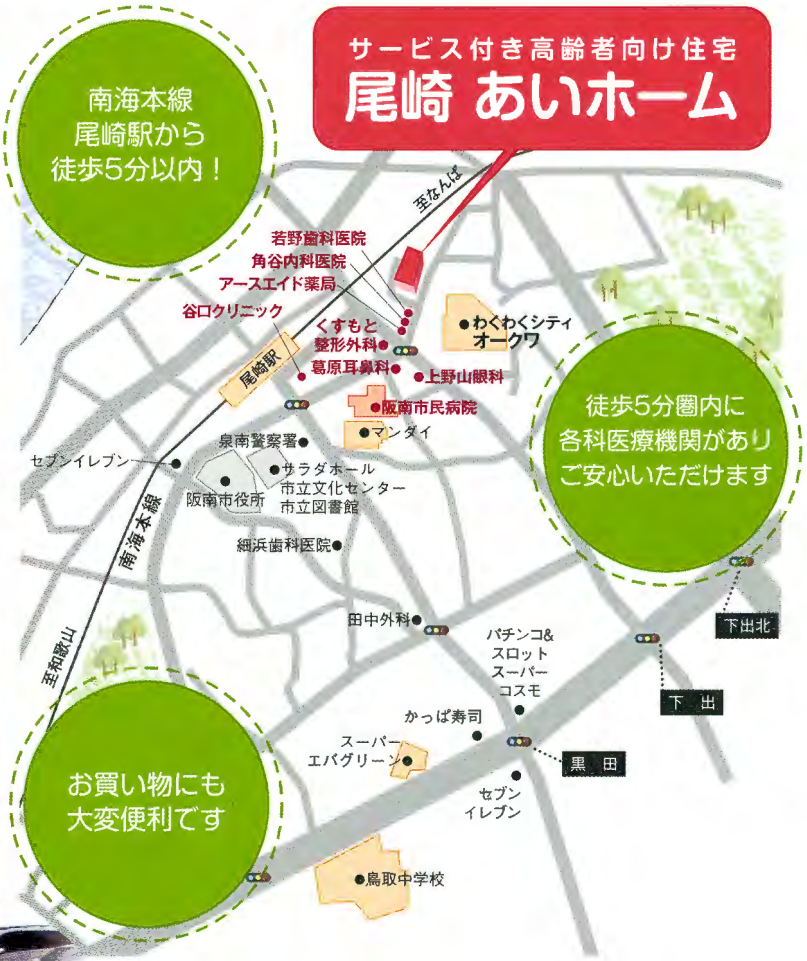 サービス付き高齢者向け住宅
尾崎 あいホーム
南海本線
尾崎駅から
徒歩5分以内！
至なんば
若野歯科医院
角谷内科医院
アースエイド薬局
谷口クリニック
くすもと
整形外科
わくわくシティ
オークワ
尾崎駅
葛原耳鼻科
上野山眼科
阪南市民病院
マンダイ
徒歩5分圏内に
各科医療機関があり
ご安心いただけます
泉南警察署
セブンイレブン
サラダホール
市立文化センター
市立図書館
阪南市役所
南海本線
細浜歯科医院
田中外科
下出北
至和歌山
パチンコ&
スロット
スーパー
コスモ
下 出
かっぱ寿司
スーパー
エバグリーン
黒 田
お買い物にも
大変便利です
セブン
イレブン
鳥取中学校